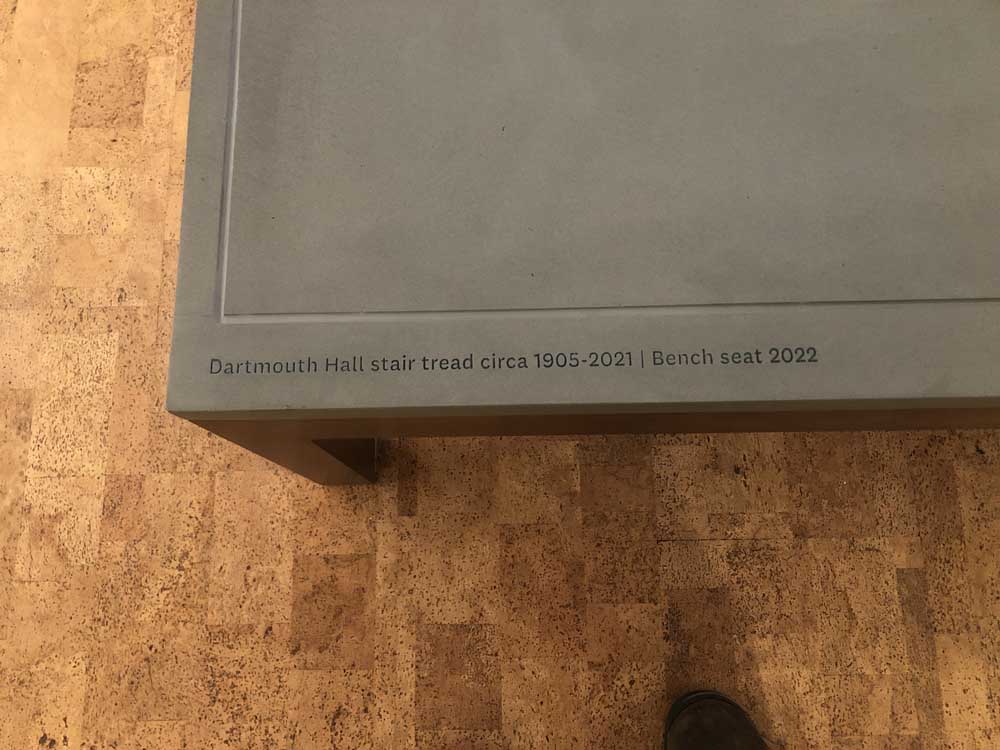 Dartmouth Hall stair tread circa 1905-2021 | Bench seat 2022